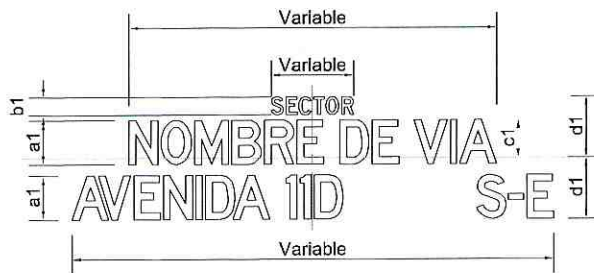 Variable
Variable
b1
SECTOR
a1
NOMBRE DE VIA
c1
d1
a1
AVENIDA 11D S-E
d1
Variable